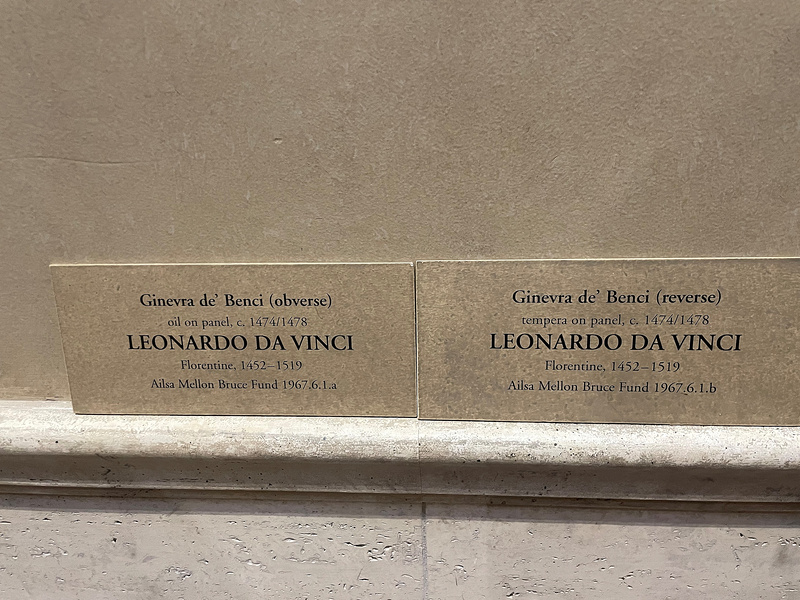 Ginevra de' Benci (obverse)
oil on panel, c. 1474/1478
LEONARDO DA VINCI
Florentine, 1452–1519
Ailsa Mellon Bruce Fund 1967.6.1.a
Ginevra de' Benci (reverse)
tempera on panel, c. 1474/1478
LEONARDO DA VINCI
Florentine, 1452–1519
Ailsa Mellon Bruce Fund 1967.6.1.b